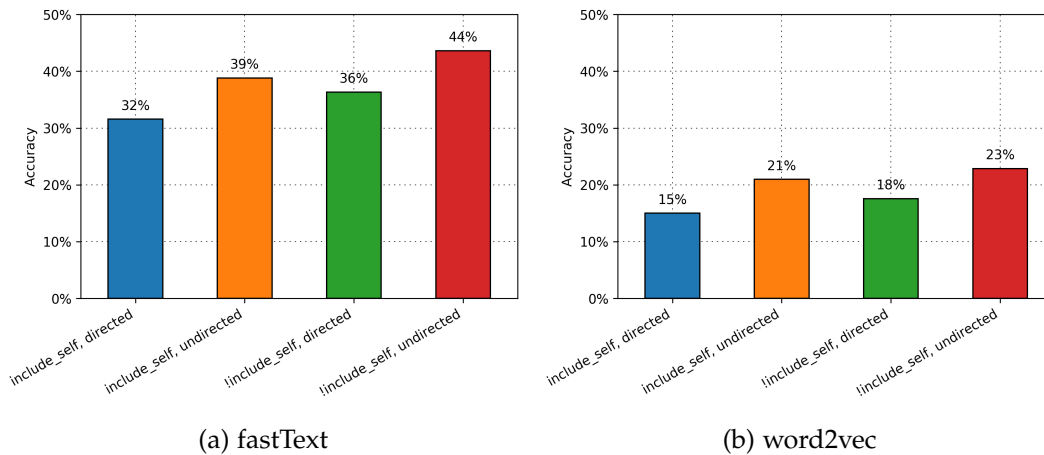 50%
40%
30%
20%
10%
0%
Accuracy
32%
39%
36%
44%
include_self, directed
include_self, undirected
!include_self, directed
!include_self, undirected
(a) fastText
50%
40%
30%
20%
10%
0%
Accuracy
15%
21%
18%
23%
include_self, directed
include_self, undirected
!include_self, directed
!include_self, undirected
(b) word2vec